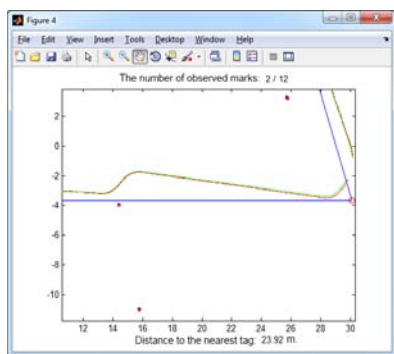 Figure 4
File Edit View Insert Tools Desktop Window Help
The number of observed marks: 2 / 12
2
0
-2
-4
-6
-8
-10
12 14 16 18 20 22 24 26 28 30
Distance to the nearest tag: 23.92 m.